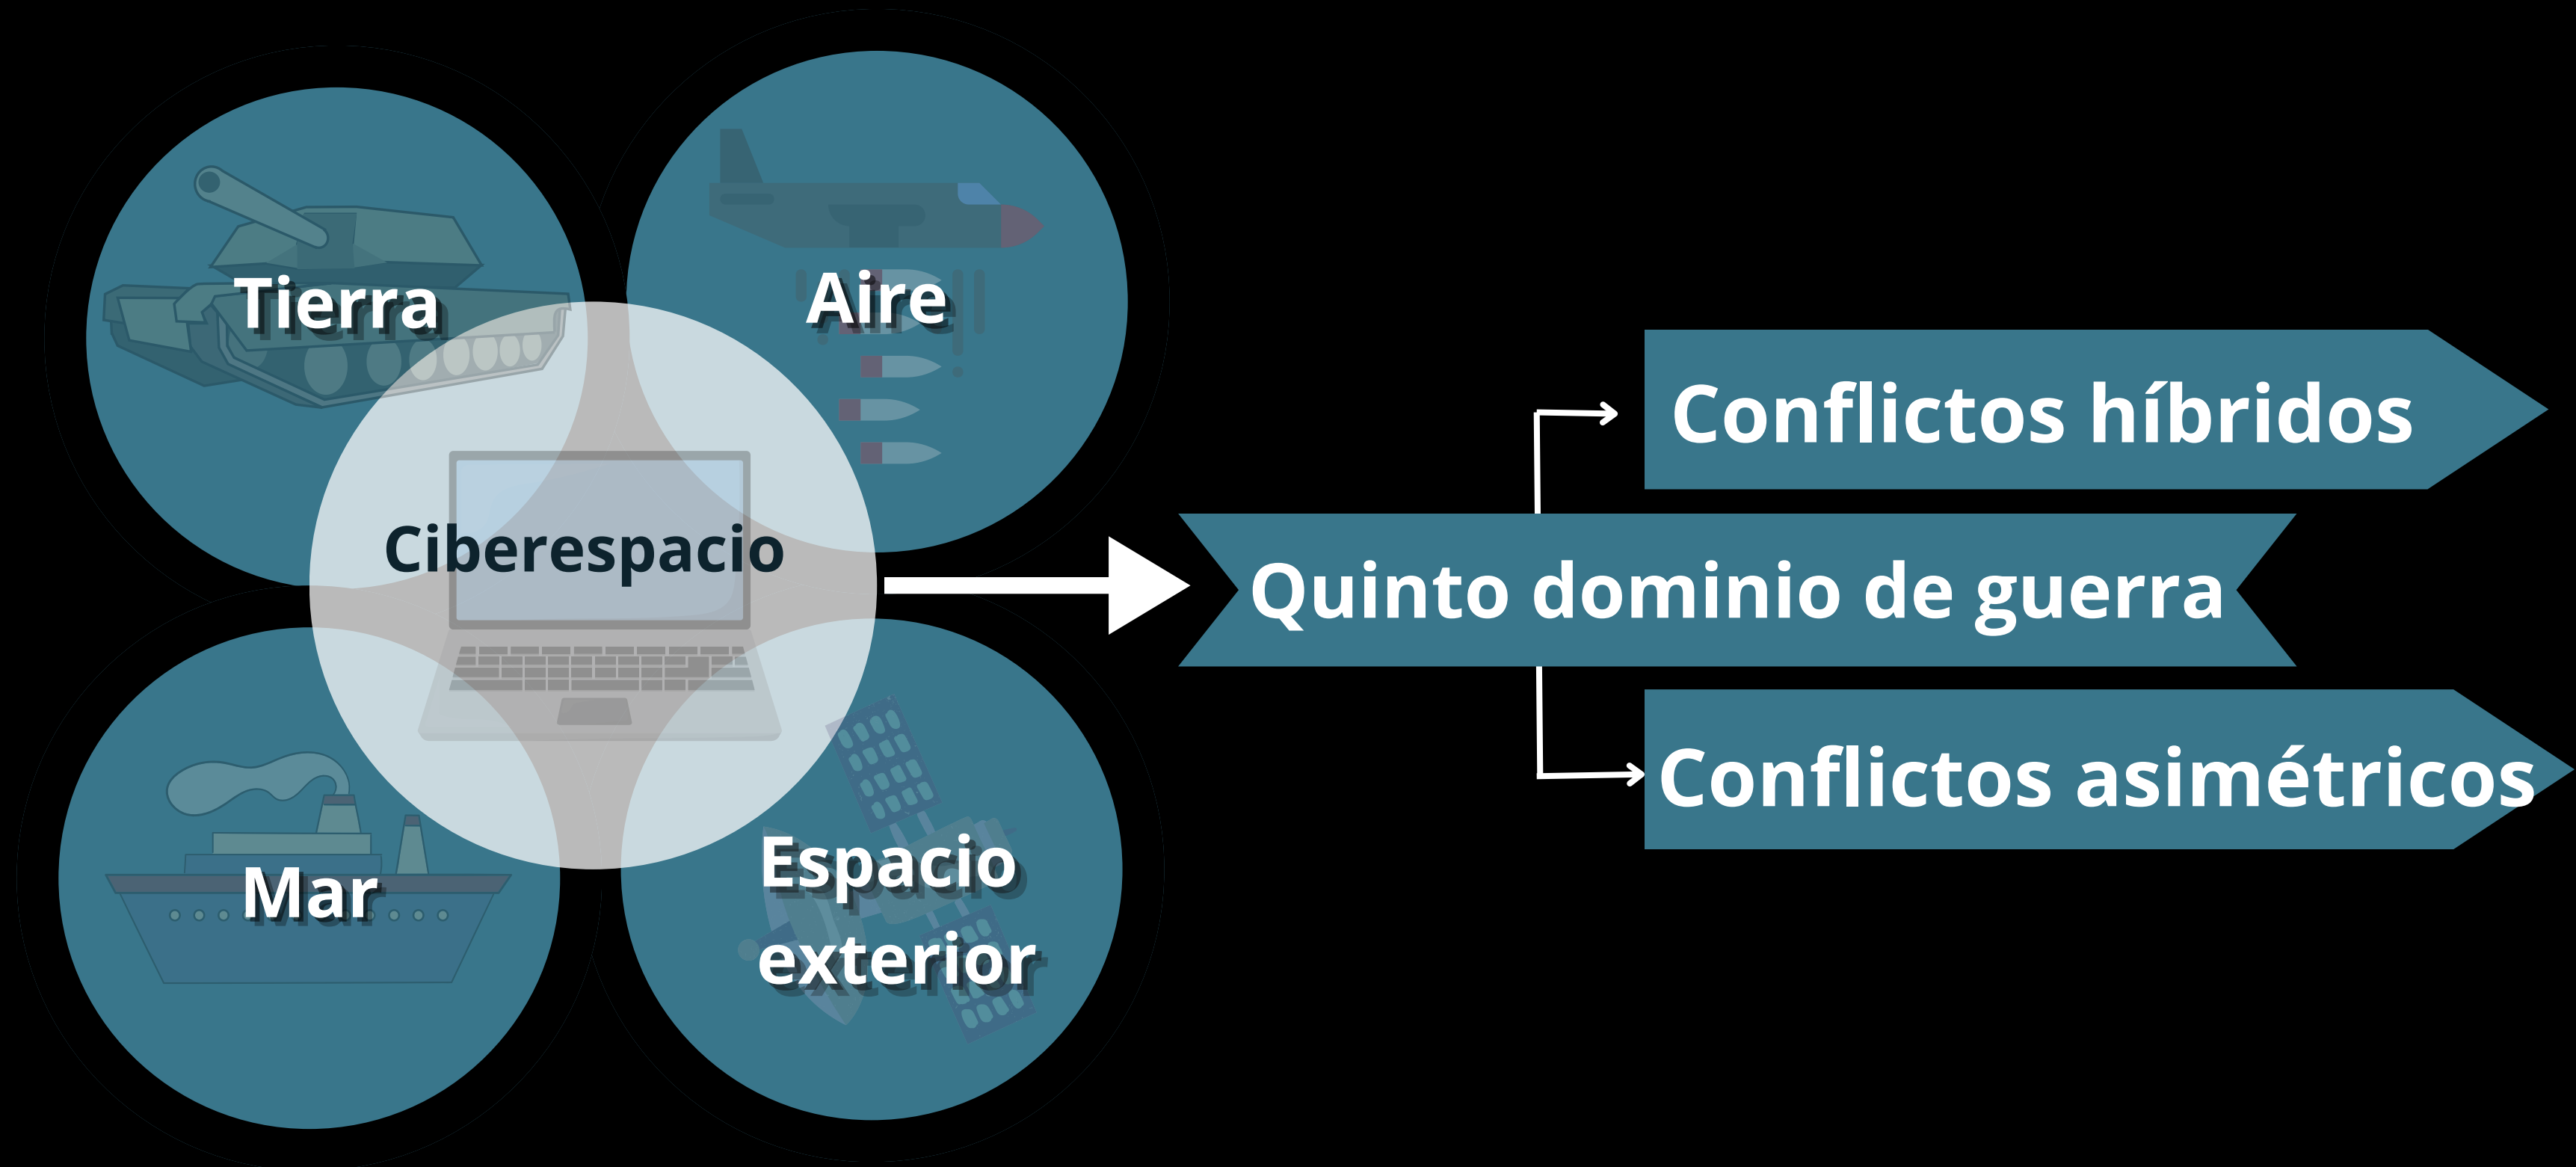 Tierra
Aire
Ciberespacio
Mar
Espacio
exterior
Conflictos híbridos
Quinto dominio de guerra
Conflictos asimétricos